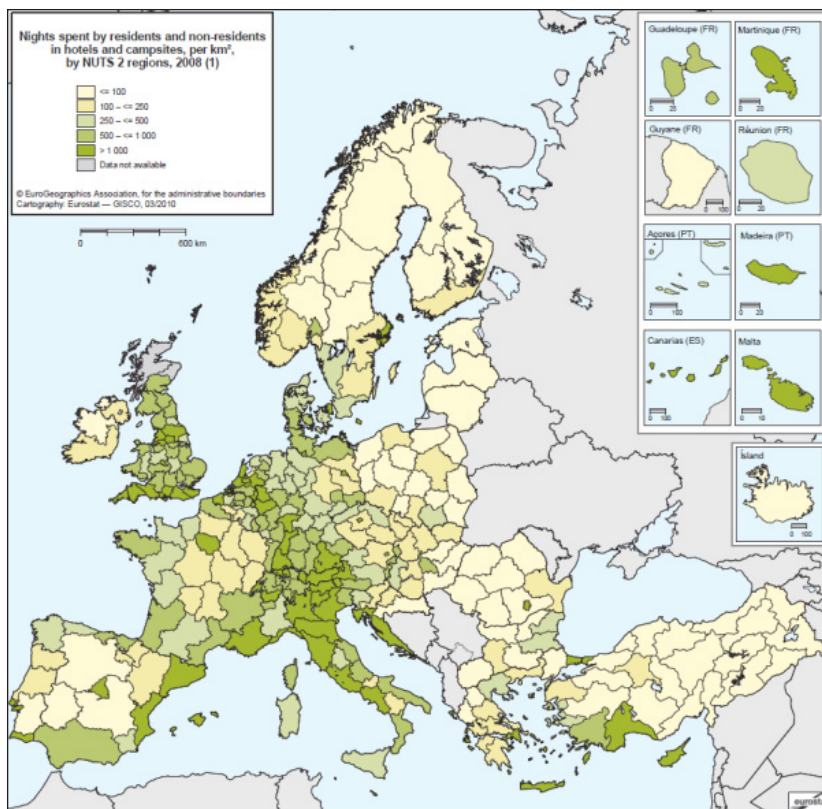 Nights spent by residents and non-residents
in hotels and campsites, per km²,
by NUTS 2 regions, 2008 (1)
<= 100
100 – <= 250
250 – <= 500
500 – <= 1 000
> 1 000
Data not available
© EuroGeographics Association, for the administrative boundaries
Cartography: Eurostat — GISCO, 03/2010
0 600 km
Guadeloupe (FR)
0 25
Martinique (FR)
0 20
Guyane (FR)
0 100
Réunion (FR)
0 20
Açores (PT)
0 100
Madeira (PT)
0 20
Canarias (ES)
0 100
Malta
0 10
Ísland
0 100
eurosta